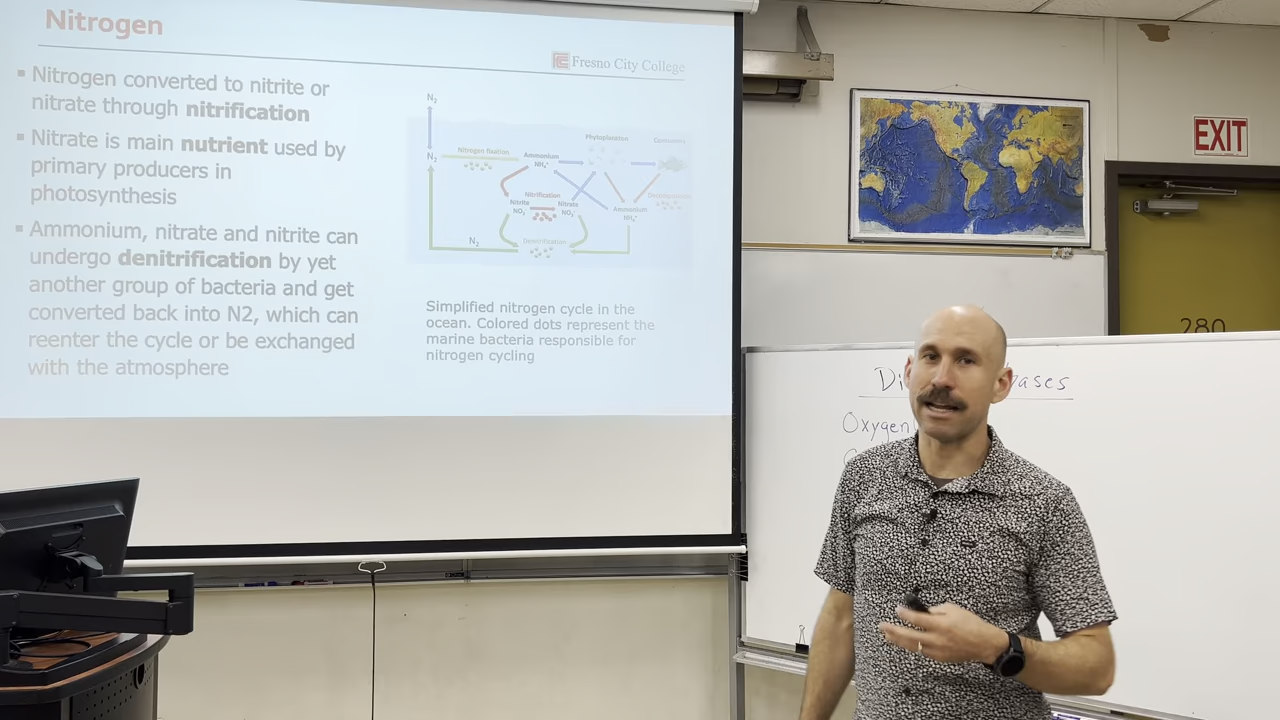 Nitrogen
Fresno City College
▪ Nitrogen converted to nitrite or
nitrate through nitrification
▪ Nitrate is main nutrient used by
primary producers in
photosynthesis
▪ Ammonium, nitrate and nitrite can
undergo denitrification by yet
another group of bacteria and get
converted back into N2, which can
reenter the cycle or be exchanged
with the atmosphere
N₂
Phytoplankton
Consumers
N₂
Nitrogen fixation
Ammonium
NH₄⁺
Nitrification
Decomposers
Nitrite
NO₂⁻
Nitrate
NO₃⁻
Ammonium
NH₄⁺
N₂
Denitrification
Simplified nitrogen cycle in the
ocean. Colored dots represent the
marine bacteria responsible for
nitrogen cycling
EXIT
280
Oxygen